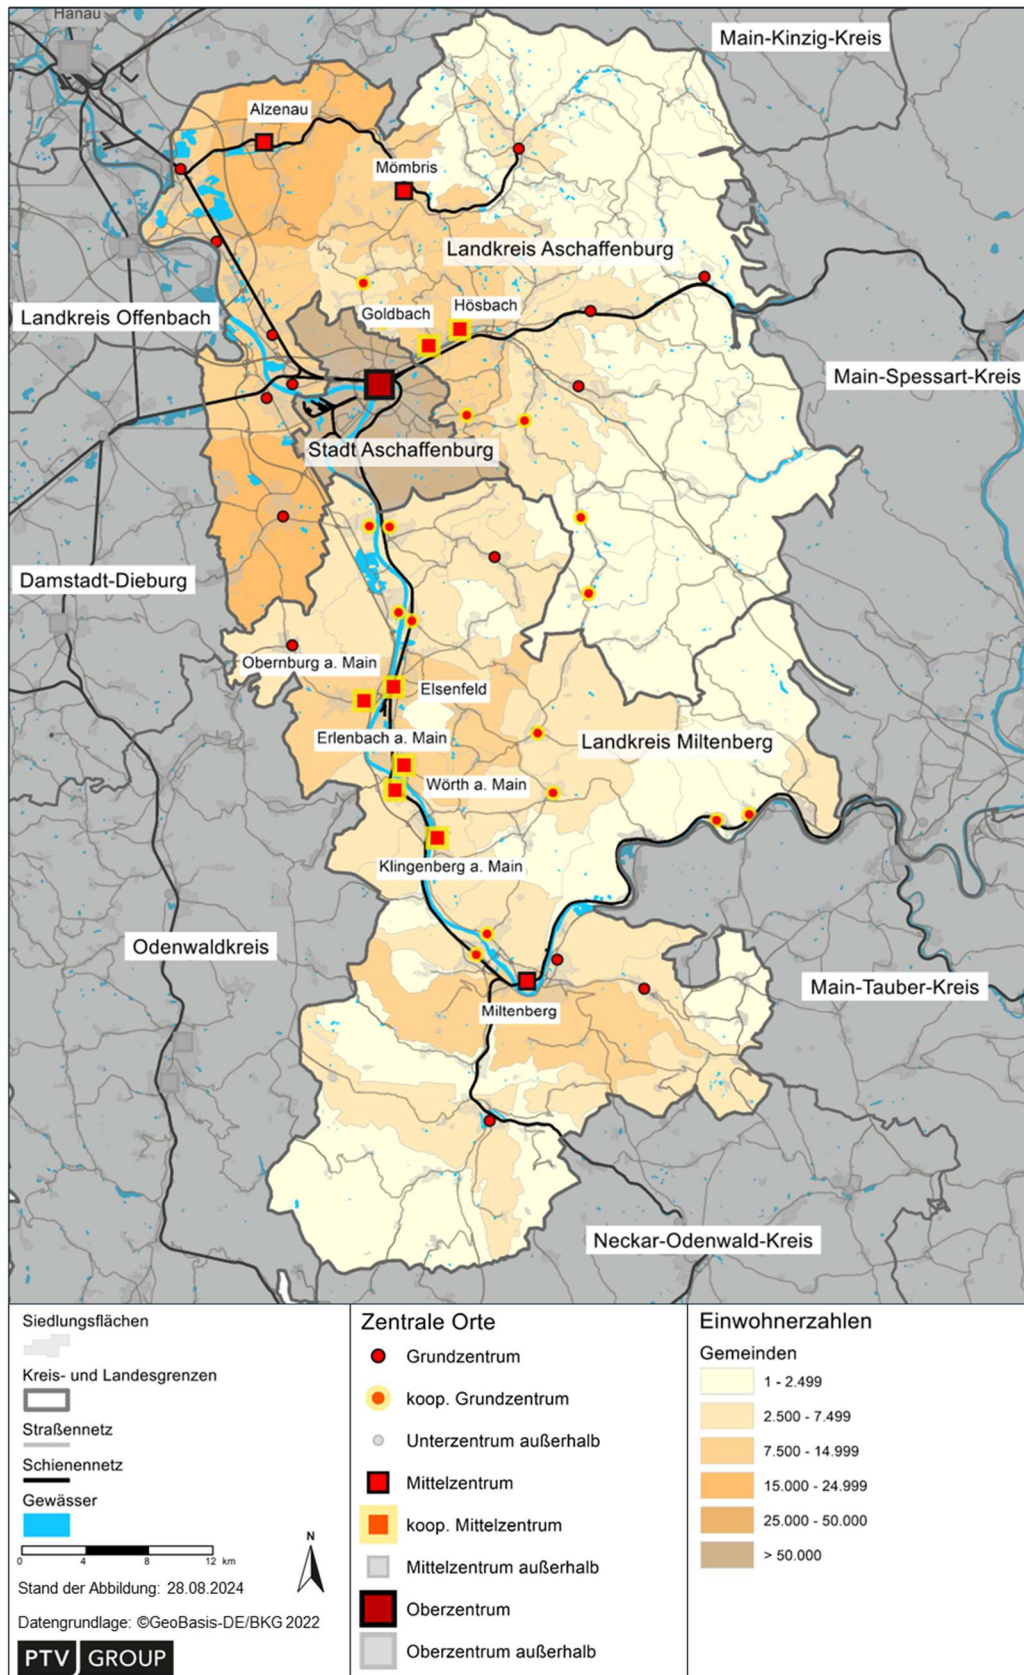 Hanau
Main-Kinzig-Kreis
Alzenau
Mömbris
Landkreis Aschaffenburg
Landkreis Offenbach
Goldbach
Hösbach
Main-Spessart-Kreis
Stadt Aschaffenburg
Damstadt-Dieburg
Obernburg a. Main
Elsenfeld
Erlenbach a. Main
Landkreis Miltenberg
Wörth a. Main
Klingenberg a. Main
Odenwaldkreis
Main-Tauber-Kreis
Miltenberg
Neckar-Odenwald-Kreis
Siedlungsflächen
Kreis- und Landesgrenzen
Straßennetz
Schienennetz
Gewässer
0 4 8 12 km
N
Stand der Abbildung: 28.08.2024
Datengrundlage: ©GeoBasis-DE/BKG 2022
PTV GROUP
Zentrale Orte
Grundzentrum
koop. Grundzentrum
Unterzentrum außerhalb
Mittelzentrum
koop. Mittelzentrum
Mittelzentrum außerhalb
Oberzentrum
Oberzentrum außerhalb
Einwohnerzahlen
Gemeinden
1 - 2.499
2.500 - 7.499
7.500 - 14.999
15.000 - 24.999
25.000 - 50.000
> 50.000